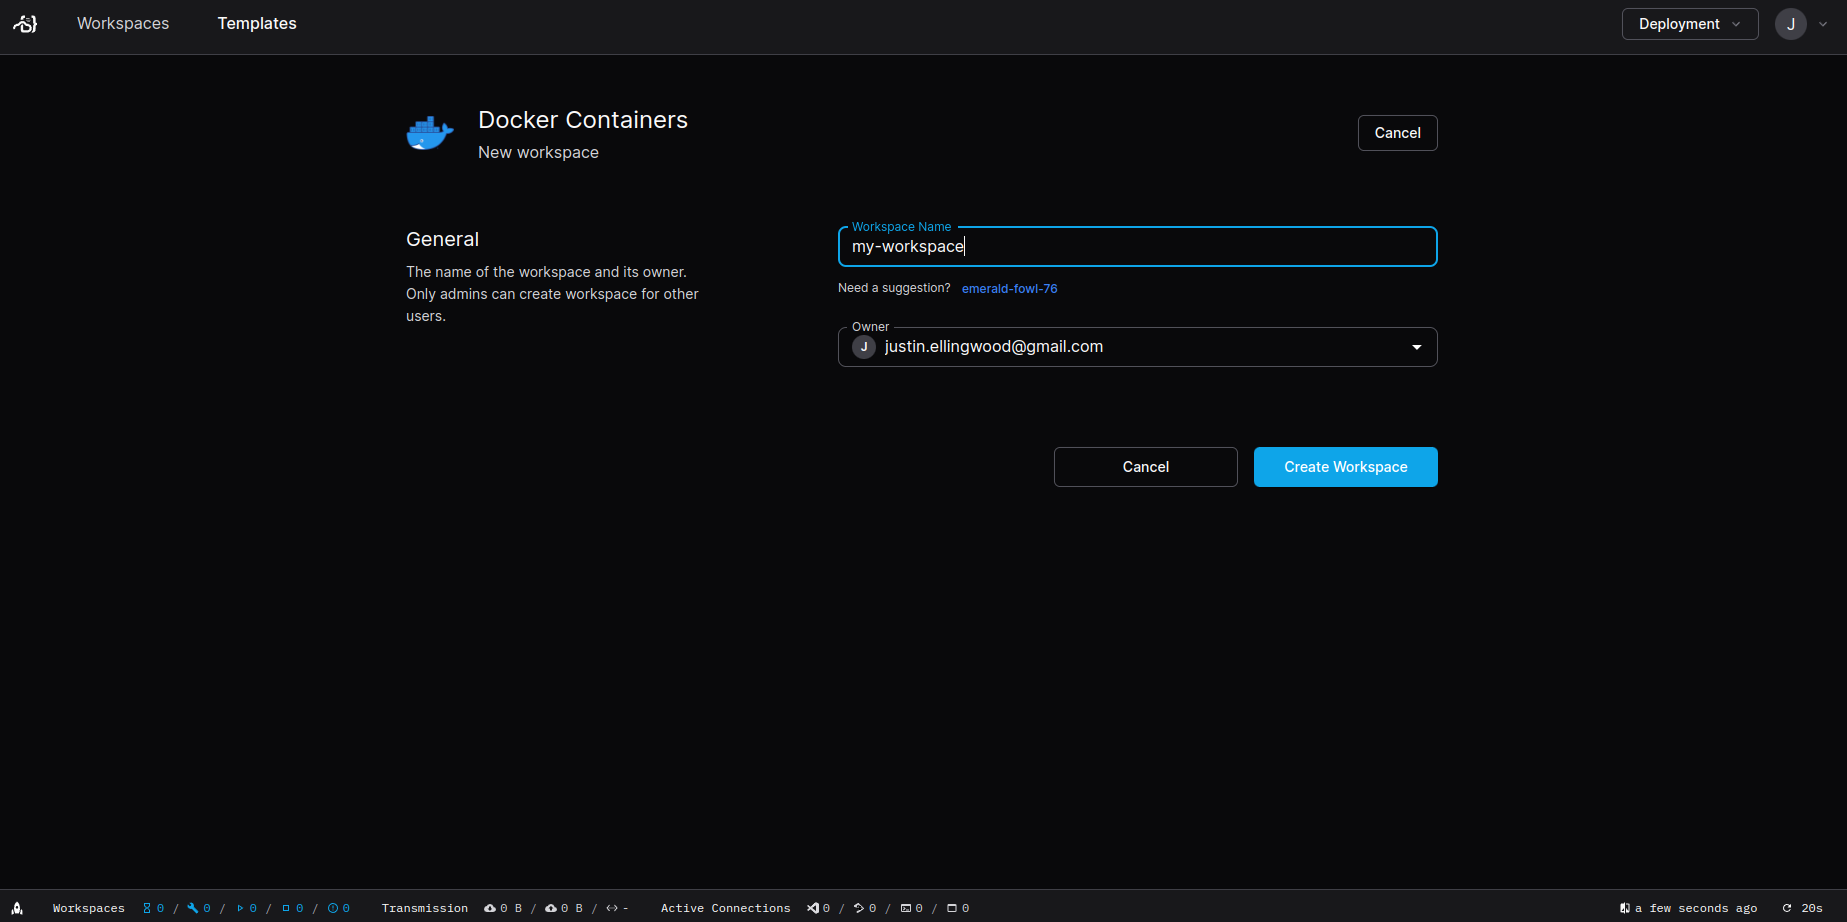 Workspaces
Templates
Deployment
J
Docker Containers
New workspace
Cancel
General
The name of the workspace and its owner.
Only admins can create workspace for other
users.
Workspace Name
my-workspace
Need a suggestion? emerald-fowl-76
Owner
J justin.ellingwood@gmail.com
Cancel
Create Workspace
Workspaces 0 / 0 / 0 / 0 / 0
Transmission 0 B / 0 B / -
Active Connections 0 / 0 / 0 / 0
a few seconds ago
20s